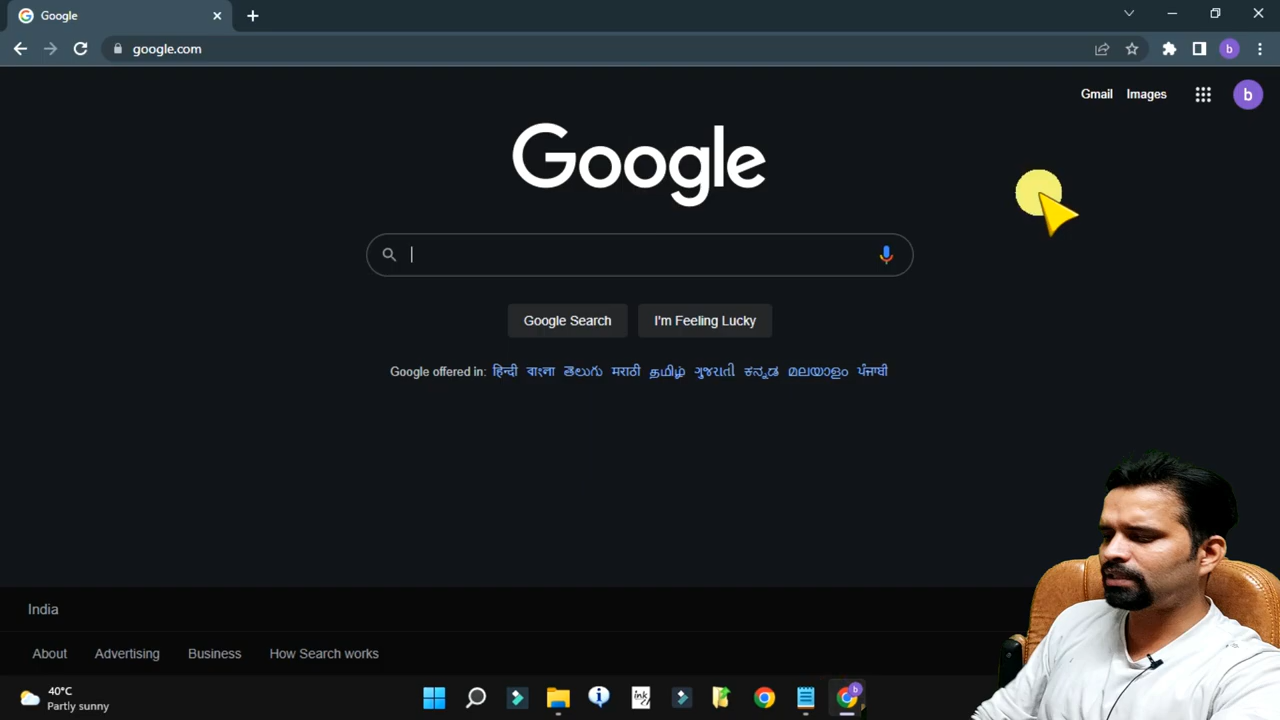 Google
google.com
b
Gmail Images
b
Google
Google Search I'm Feeling Lucky
Google offered in: हिन्दी বাংলা తెలుగు मराठी தமிழ் ગુજરાતી ಕನ್ನಡ മലയാളം ਪੰਜਾਬੀ
India
About Advertising Business How Search works
40°C
Partly sunny
ink
b